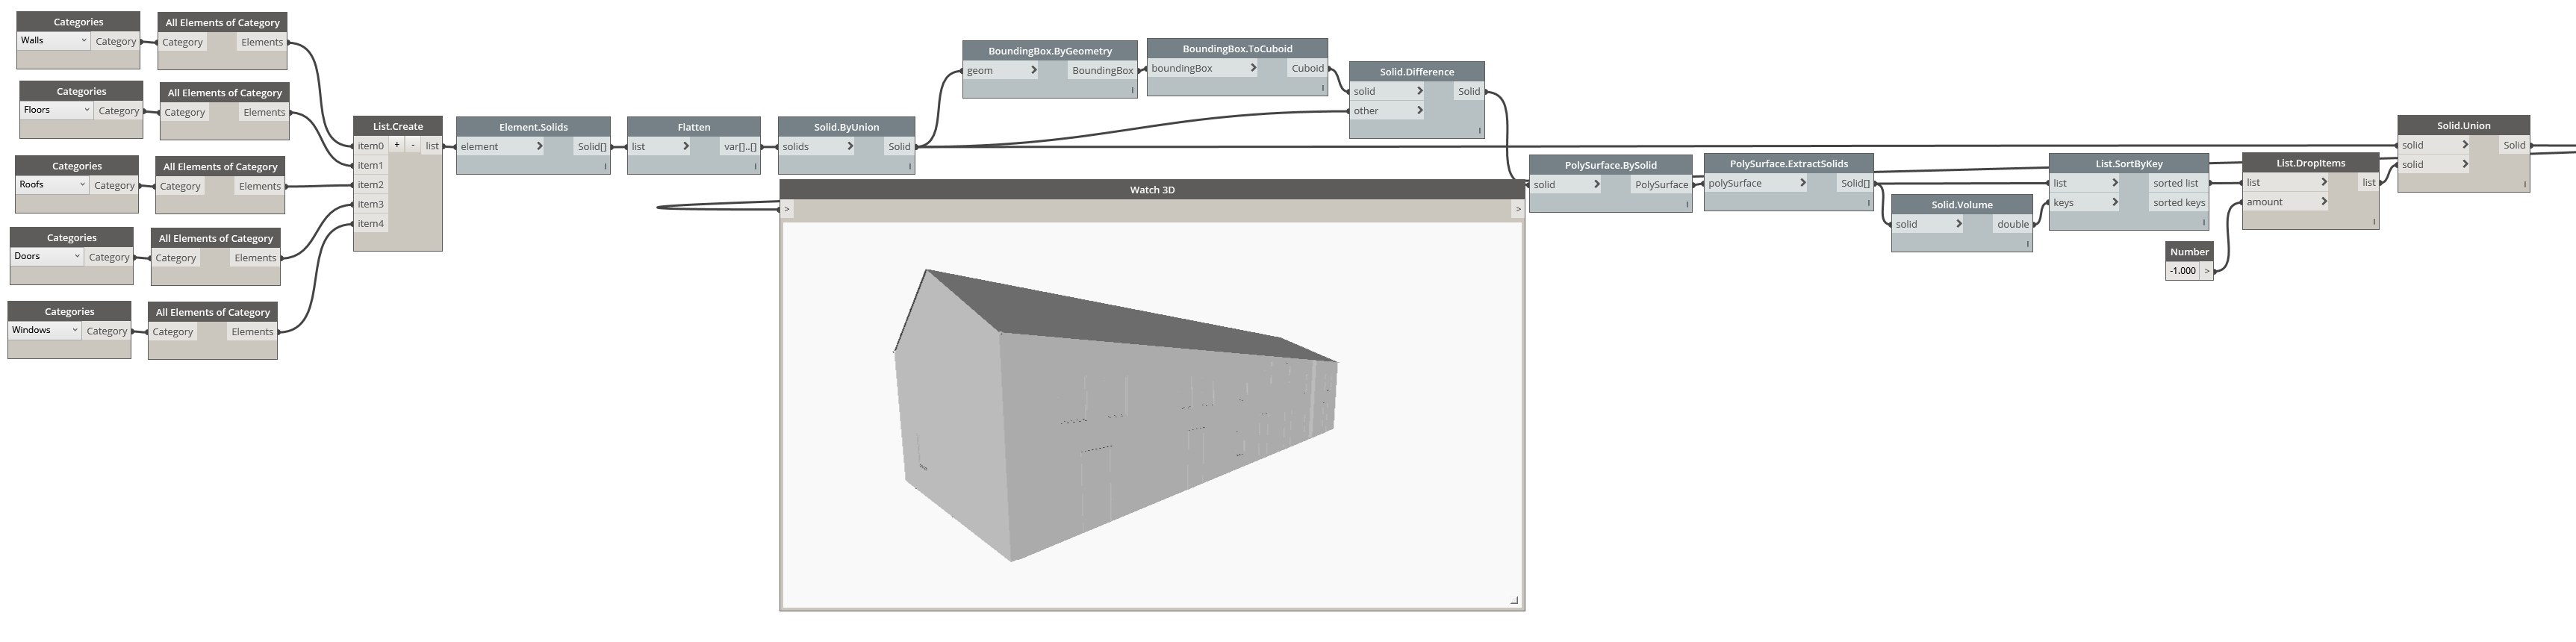 Categories
Walls
Category
All Elements of Category
Category
Elements
Categories
Floors
Category
All Elements of Category
Category
Elements
Categories
Roofs
Category
All Elements of Category
Category
Elements
Categories
Doors
Category
All Elements of Category
Category
Elements
Categories
Windows
Category
All Elements of Category
Category
Elements
List.Create
item0 + - list
item1
item2
item3
item4
Element.Solids
element > Solid[]
Flatten
list > var[]..[]
Solid.ByUnion
solids > Solid
BoundingBox.ByGeometry
geom > BoundingBox
BoundingBox.ToCuboid
boundingBox > Cuboid
Solid.Difference
solid > Solid
other >
Watch 3D
> >
PolySurface.BySolid
solid > PolySurface
PolySurface.ExtractSolids
polySurface > Solid[]
Solid.Volume
solid > double
List.SortByKey
list > sorted list
keys > sorted keys
Number
-1.000 >
List.DropItems
list > list
amount >
Solid.Union
solid > Solid
solid >